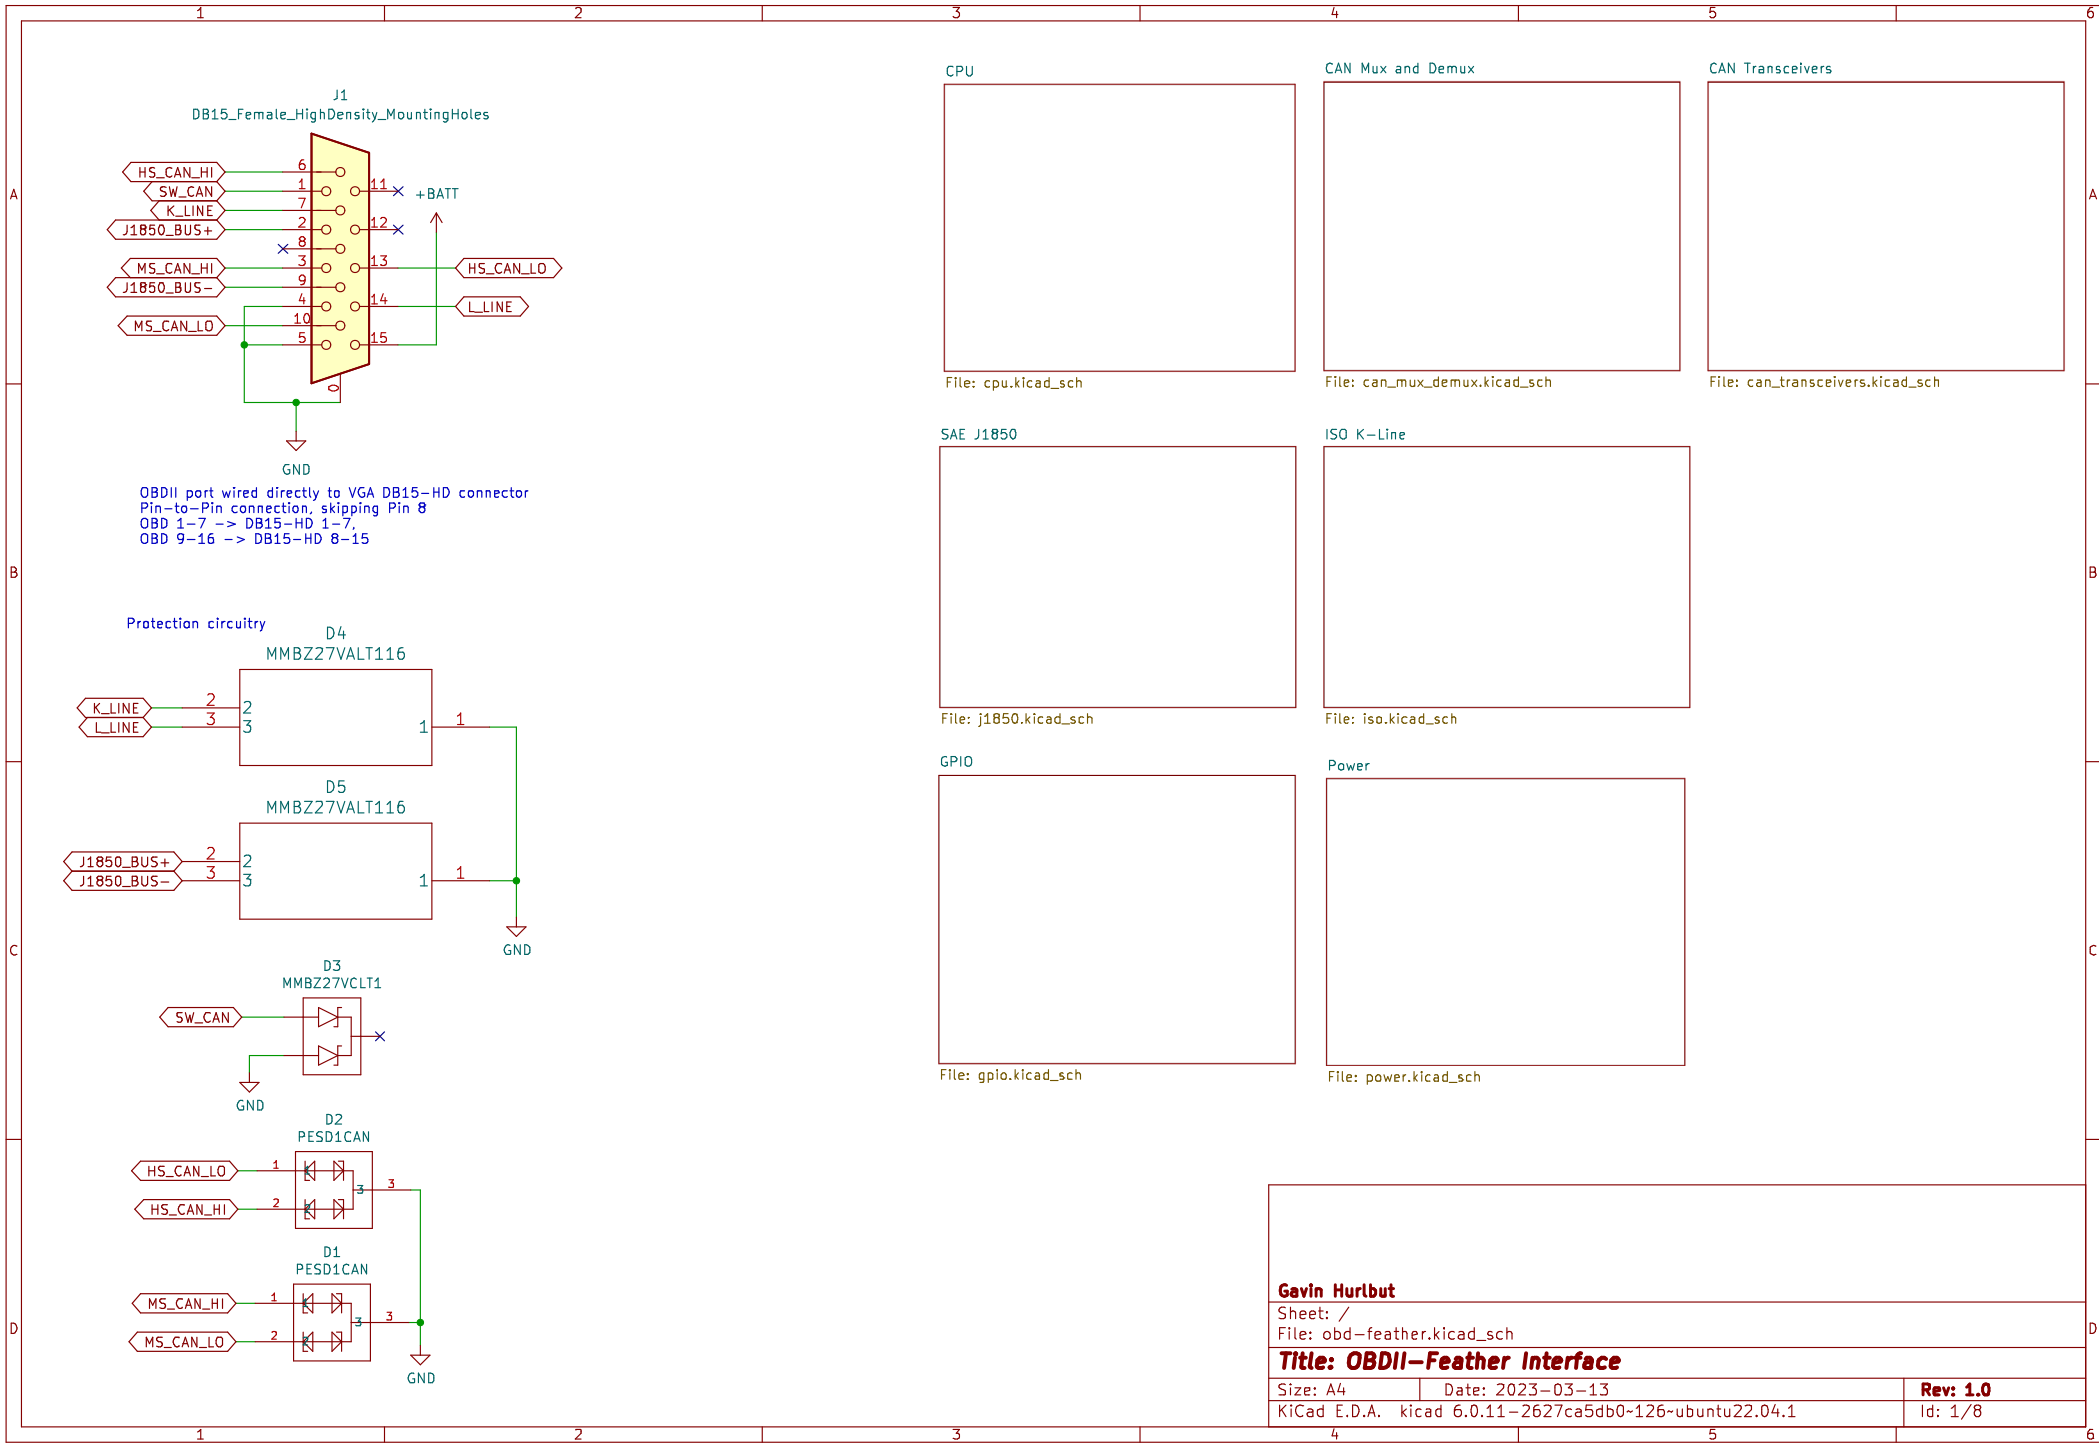 1 2 3 4 5 6
A
B
C
D
A
B
C
D
1 2 3 4 5 6
J1
DB15_Female_HighDensity_MountingHoles
HS_CAN_HI 6
SW_CAN 1 11
+BATT
K_LINE 7
J1850_BUS+ 2 12
8
MS_CAN_HI 3 13 HS_CAN_LO
J1850_BUS- 9
4 14 L_LINE
MS_CAN_LO 10
5 15
0
GND
OBDII port wired directly to VGA DB15-HD connector
Pin-to-Pin connection, skipping Pin 8
OBD 1-7 -> DB15-HD 1-7,
OBD 9-16 -> DB15-HD 8-15
Protection circuitry
D4
MMBZ27VALT116
K_LINE 2 2
L_LINE 3 3 1 1
D5
MMBZ27VALT116
J1850_BUS+ 2 2
J1850_BUS- 3 3 1 1
GND
D3
MMBZ27VCLT1
SW_CAN
GND
D2
PESD1CAN
HS_CAN_LO 1
3 3
HS_CAN_HI 2
D1
PESD1CAN
MS_CAN_HI 1
3 3
MS_CAN_LO 2
GND
CPU
File: cpu.kicad_sch
CAN Mux and Demux
File: can_mux_demux.kicad_sch
CAN Transceivers
File: can_transceivers.kicad_sch
SAE J1850
File: j1850.kicad_sch
ISO K-Line
File: iso.kicad_sch
GPIO
File: gpio.kicad_sch
Power
File: power.kicad_sch
Gavin Hurlbut
Sheet: /
File: obd-feather.kicad_sch
Title: OBDII-Feather Interface
Size: A4 Date: 2023-03-13 Rev: 1.0
KiCad E.D.A. kicad 6.0.11-2627ca5db0~126~ubuntu22.04.1 Id: 1/8